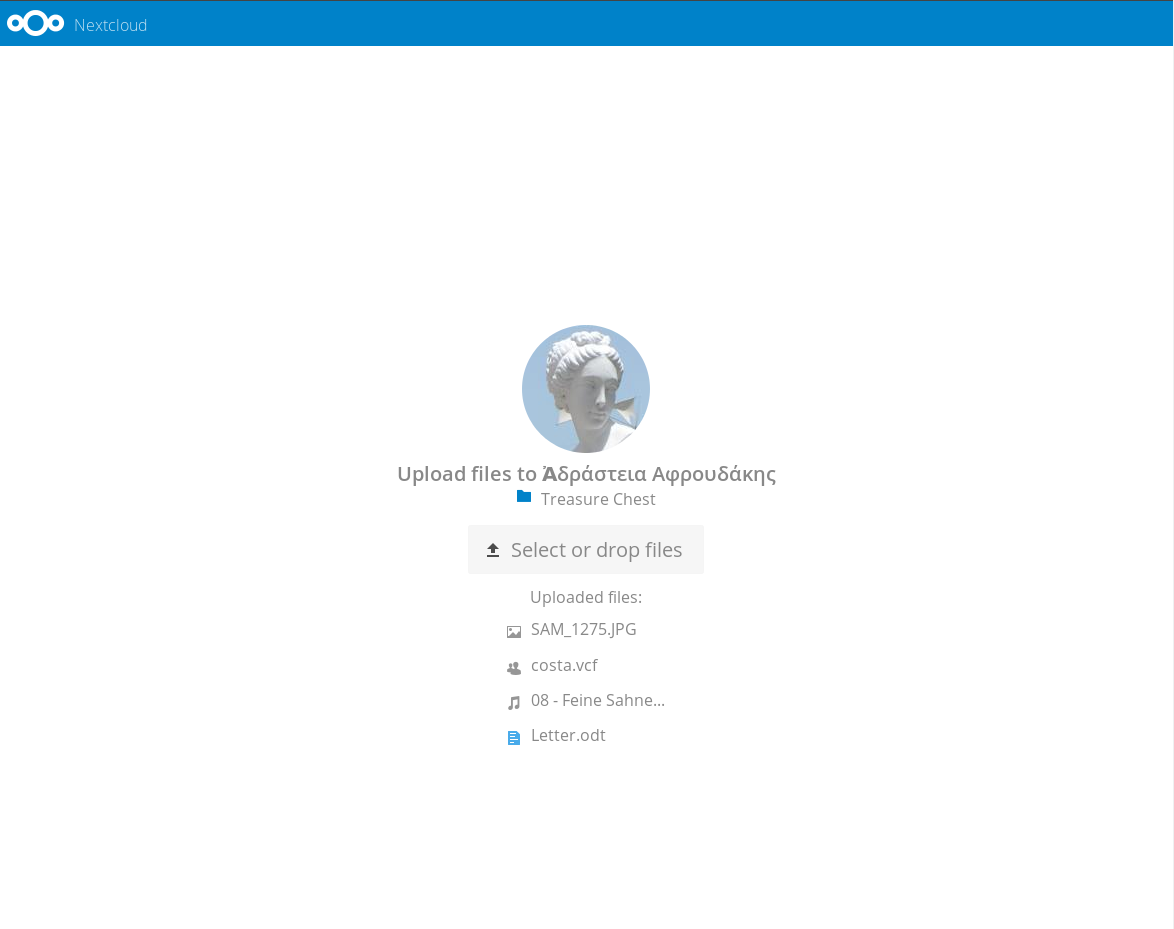 Nextcloud
Upload files to Ἀδράστεια Αφρουδάκης
Treasure Chest
Select or drop files
Uploaded files:
SAM_1275.JPG
costa.vcf
08 - Feine Sahne...
Letter.odt